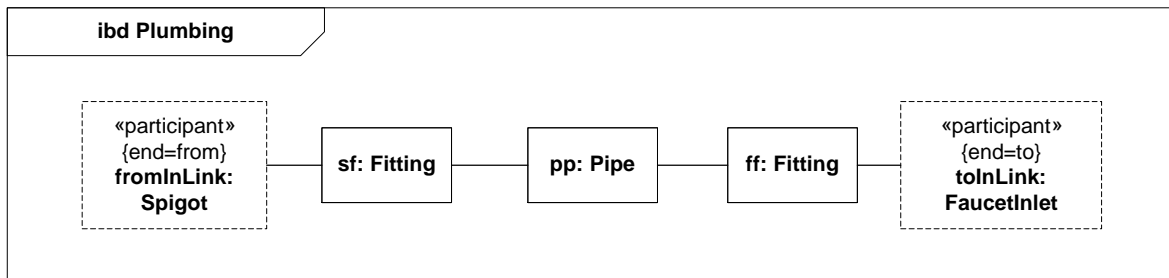 ibd Plumbing
«participant»
{end=from}
fromInLink:
Spigot
sf: Fitting
pp: Pipe
ff: Fitting
«participant»
{end=to}
toInLink:
FaucetInlet